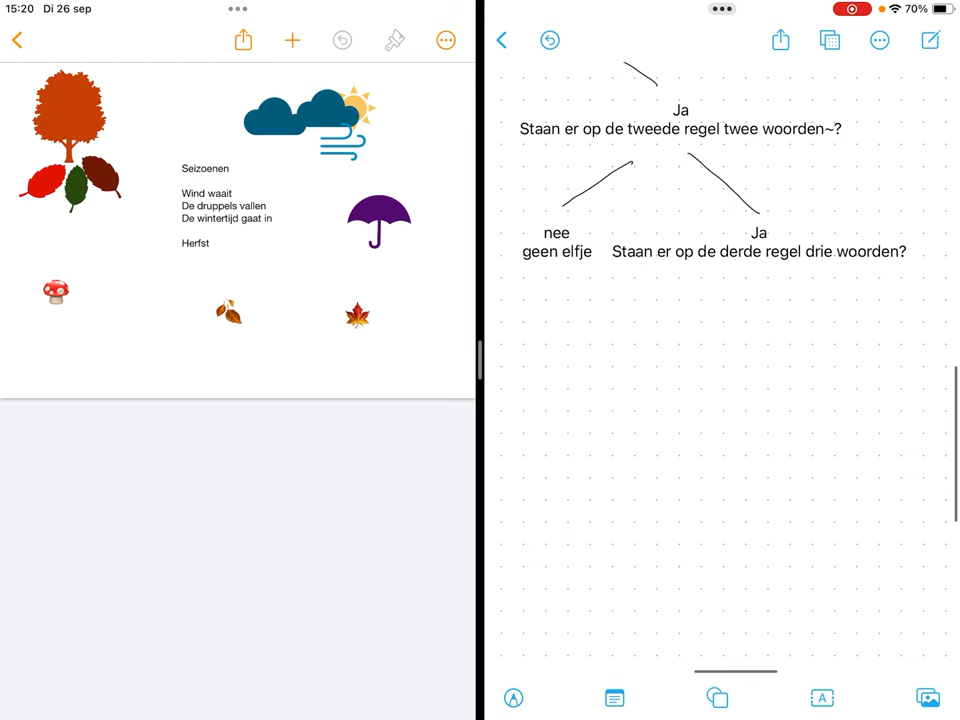 15:20 Di 26 sep
70%
Seizoenen
Wind waait
De druppels vallen
De wintertijd gaat in
Herfst
Ja
Staan er op de tweede regel twee woorden~?
nee
geen elfje
Ja
Staan er op de derde regel drie woorden?
A